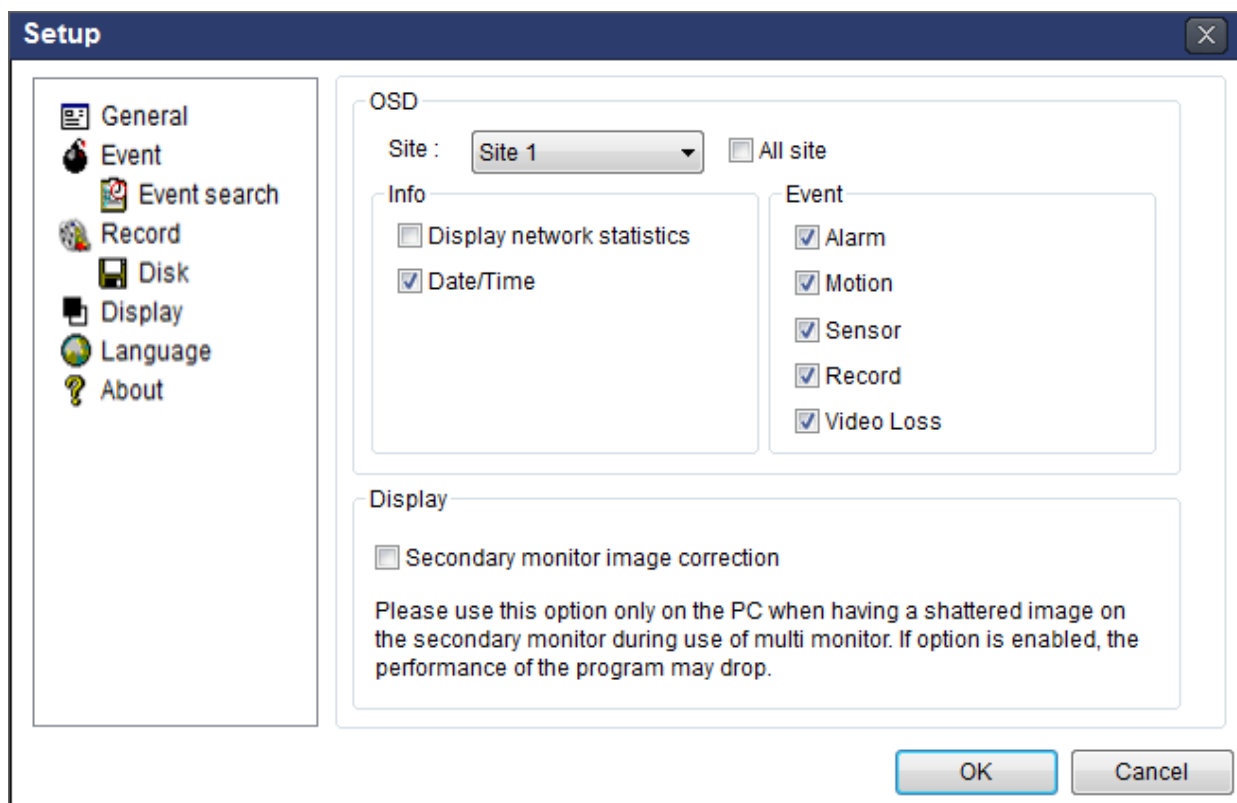 Setup
General
Event
Event search
Record
Disk
Display
Language
About
OSD
Site :
Site 1
All site
Info
Display network statistics
Date/Time
Event
Alarm
Motion
Sensor
Record
Video Loss
Display
Secondary monitor image correction
Please use this option only on the PC when having a shattered image on
the secondary monitor during use of multi monitor. If option is enabled, the
performance of the program may drop.
OK
Cancel